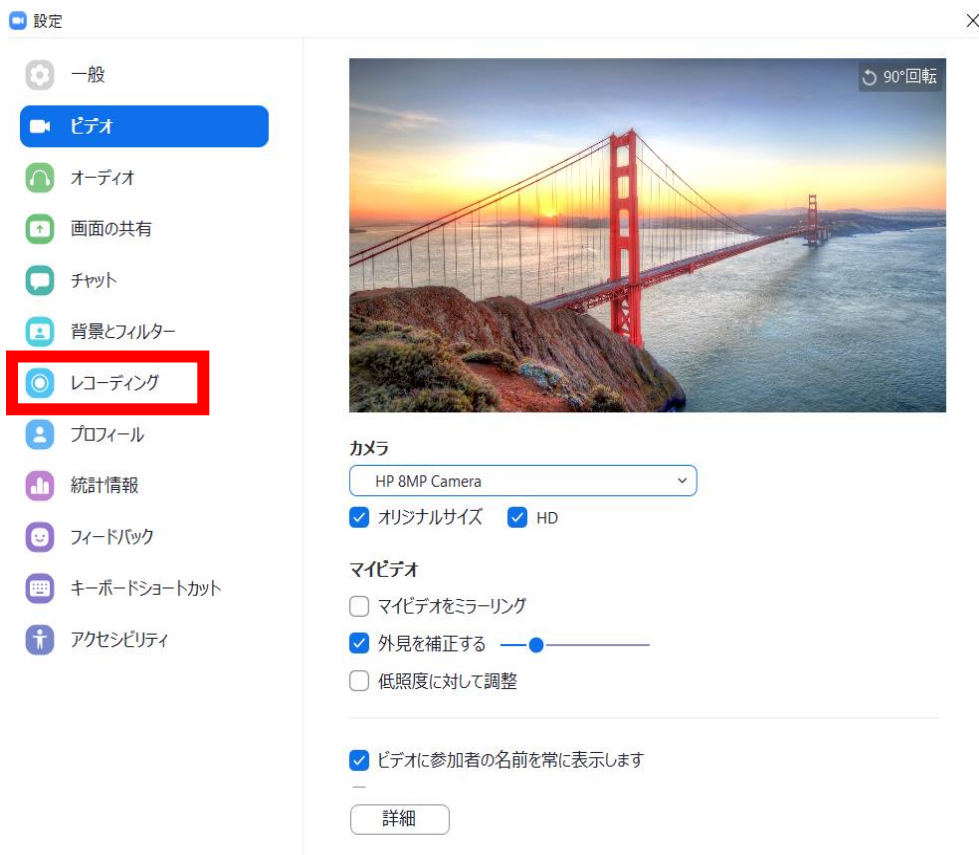 設定
一般
ビデオ
オーディオ
画面の共有
チャット
背景とフィルター
レコーディング
プロフィール
統計情報
フィードバック
キーボードショートカット
アクセシビリティ
90°回転
カメラ
HP 8MP Camera
オリジナルサイズ HD
マイビデオ
マイビデオをミラーリング
外見を補正する
低照度に対して調整
ビデオに参加者の名前を常に表示します
詳細